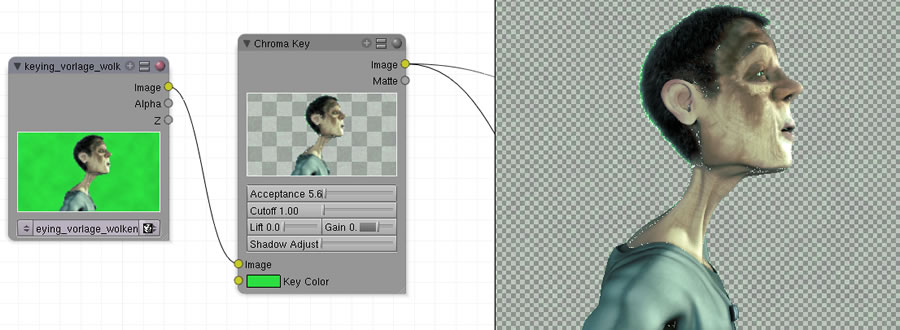 keying_vorlage_wolk
Image
Alpha
Z
eying_vorlage_wolken
Chroma Key
Image
Matte
Acceptance 5.6
Cutoff 1.00
Lift 0.0
Gain 0.
Shadow Adjust
Image
Key Color